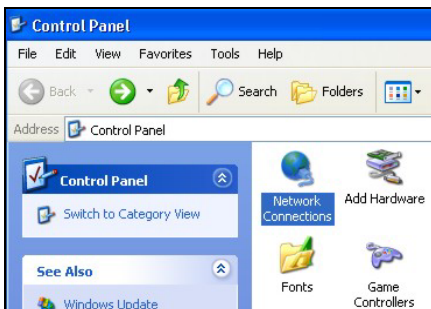 Control Panel
File Edit View Favorites Tools Help
Back Search Folders
Address Control Panel
Control Panel
Switch to Category View
See Also
Windows Update
Network Connections
Add Hardware
Fonts
Game Controllers